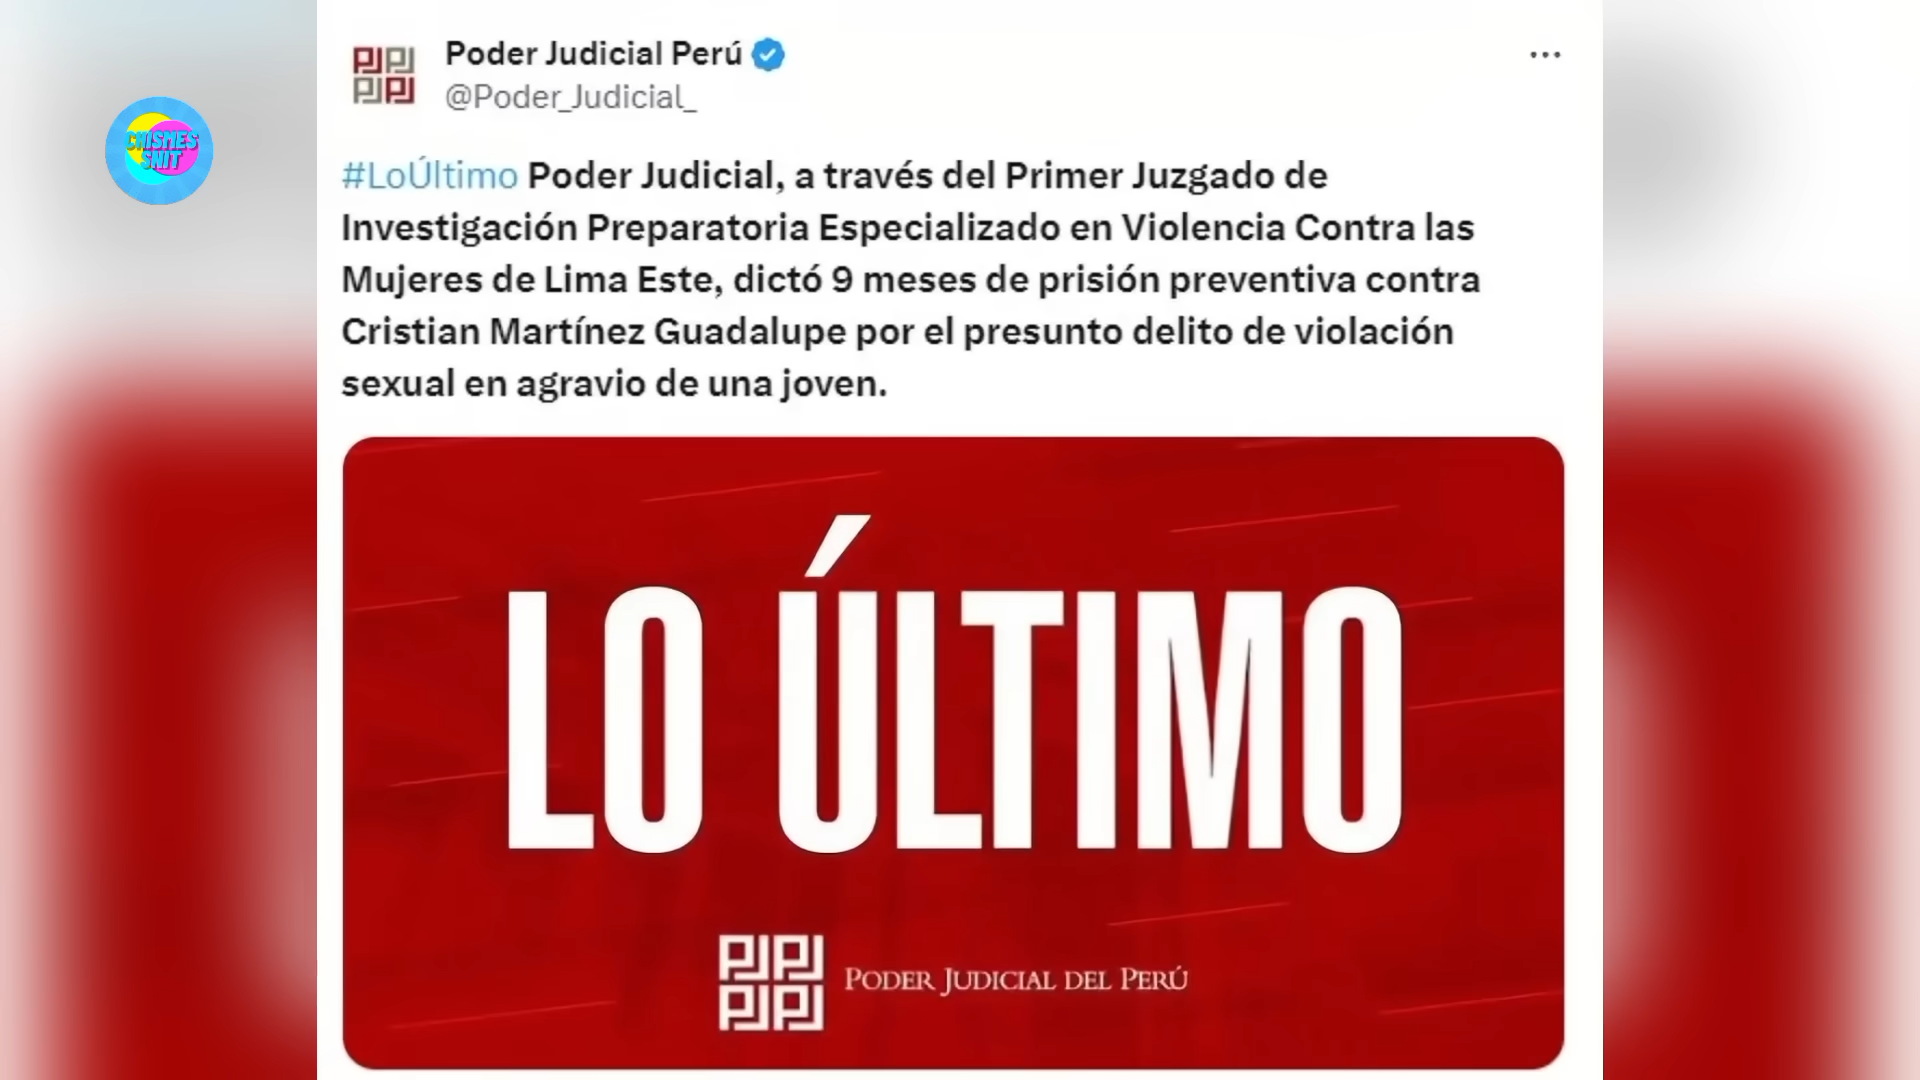 Poder Judicial Perú
@Poder_Judicial_
CHISMES
SNIT
#LoÚltimo Poder Judicial, a través del Primer Juzgado de
Investigación Preparatoria Especializado en Violencia Contra las
Mujeres de Lima Este, dictó 9 meses de prisión preventiva contra
Cristian Martínez Guadalupe por el presunto delito de violación
sexual en agravio de una joven.
LO ÚLTIMO
PODER JUDICIAL DEL PERÚ